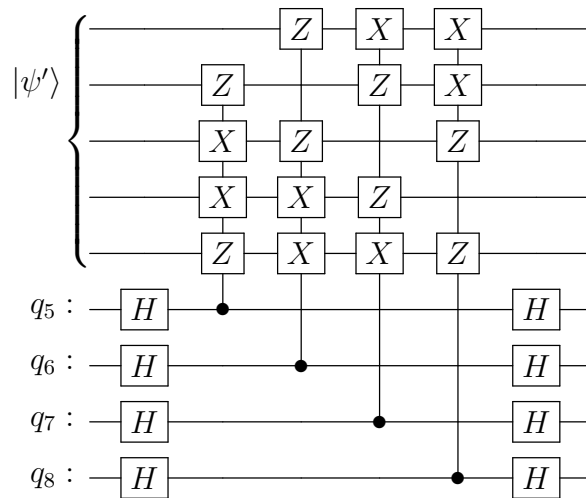 Z X X
|ψ′⟩ Z Z X
X Z Z
X X Z
Z X X Z
q5 : H H
q6 : H H
q7 : H H
q8 : H H